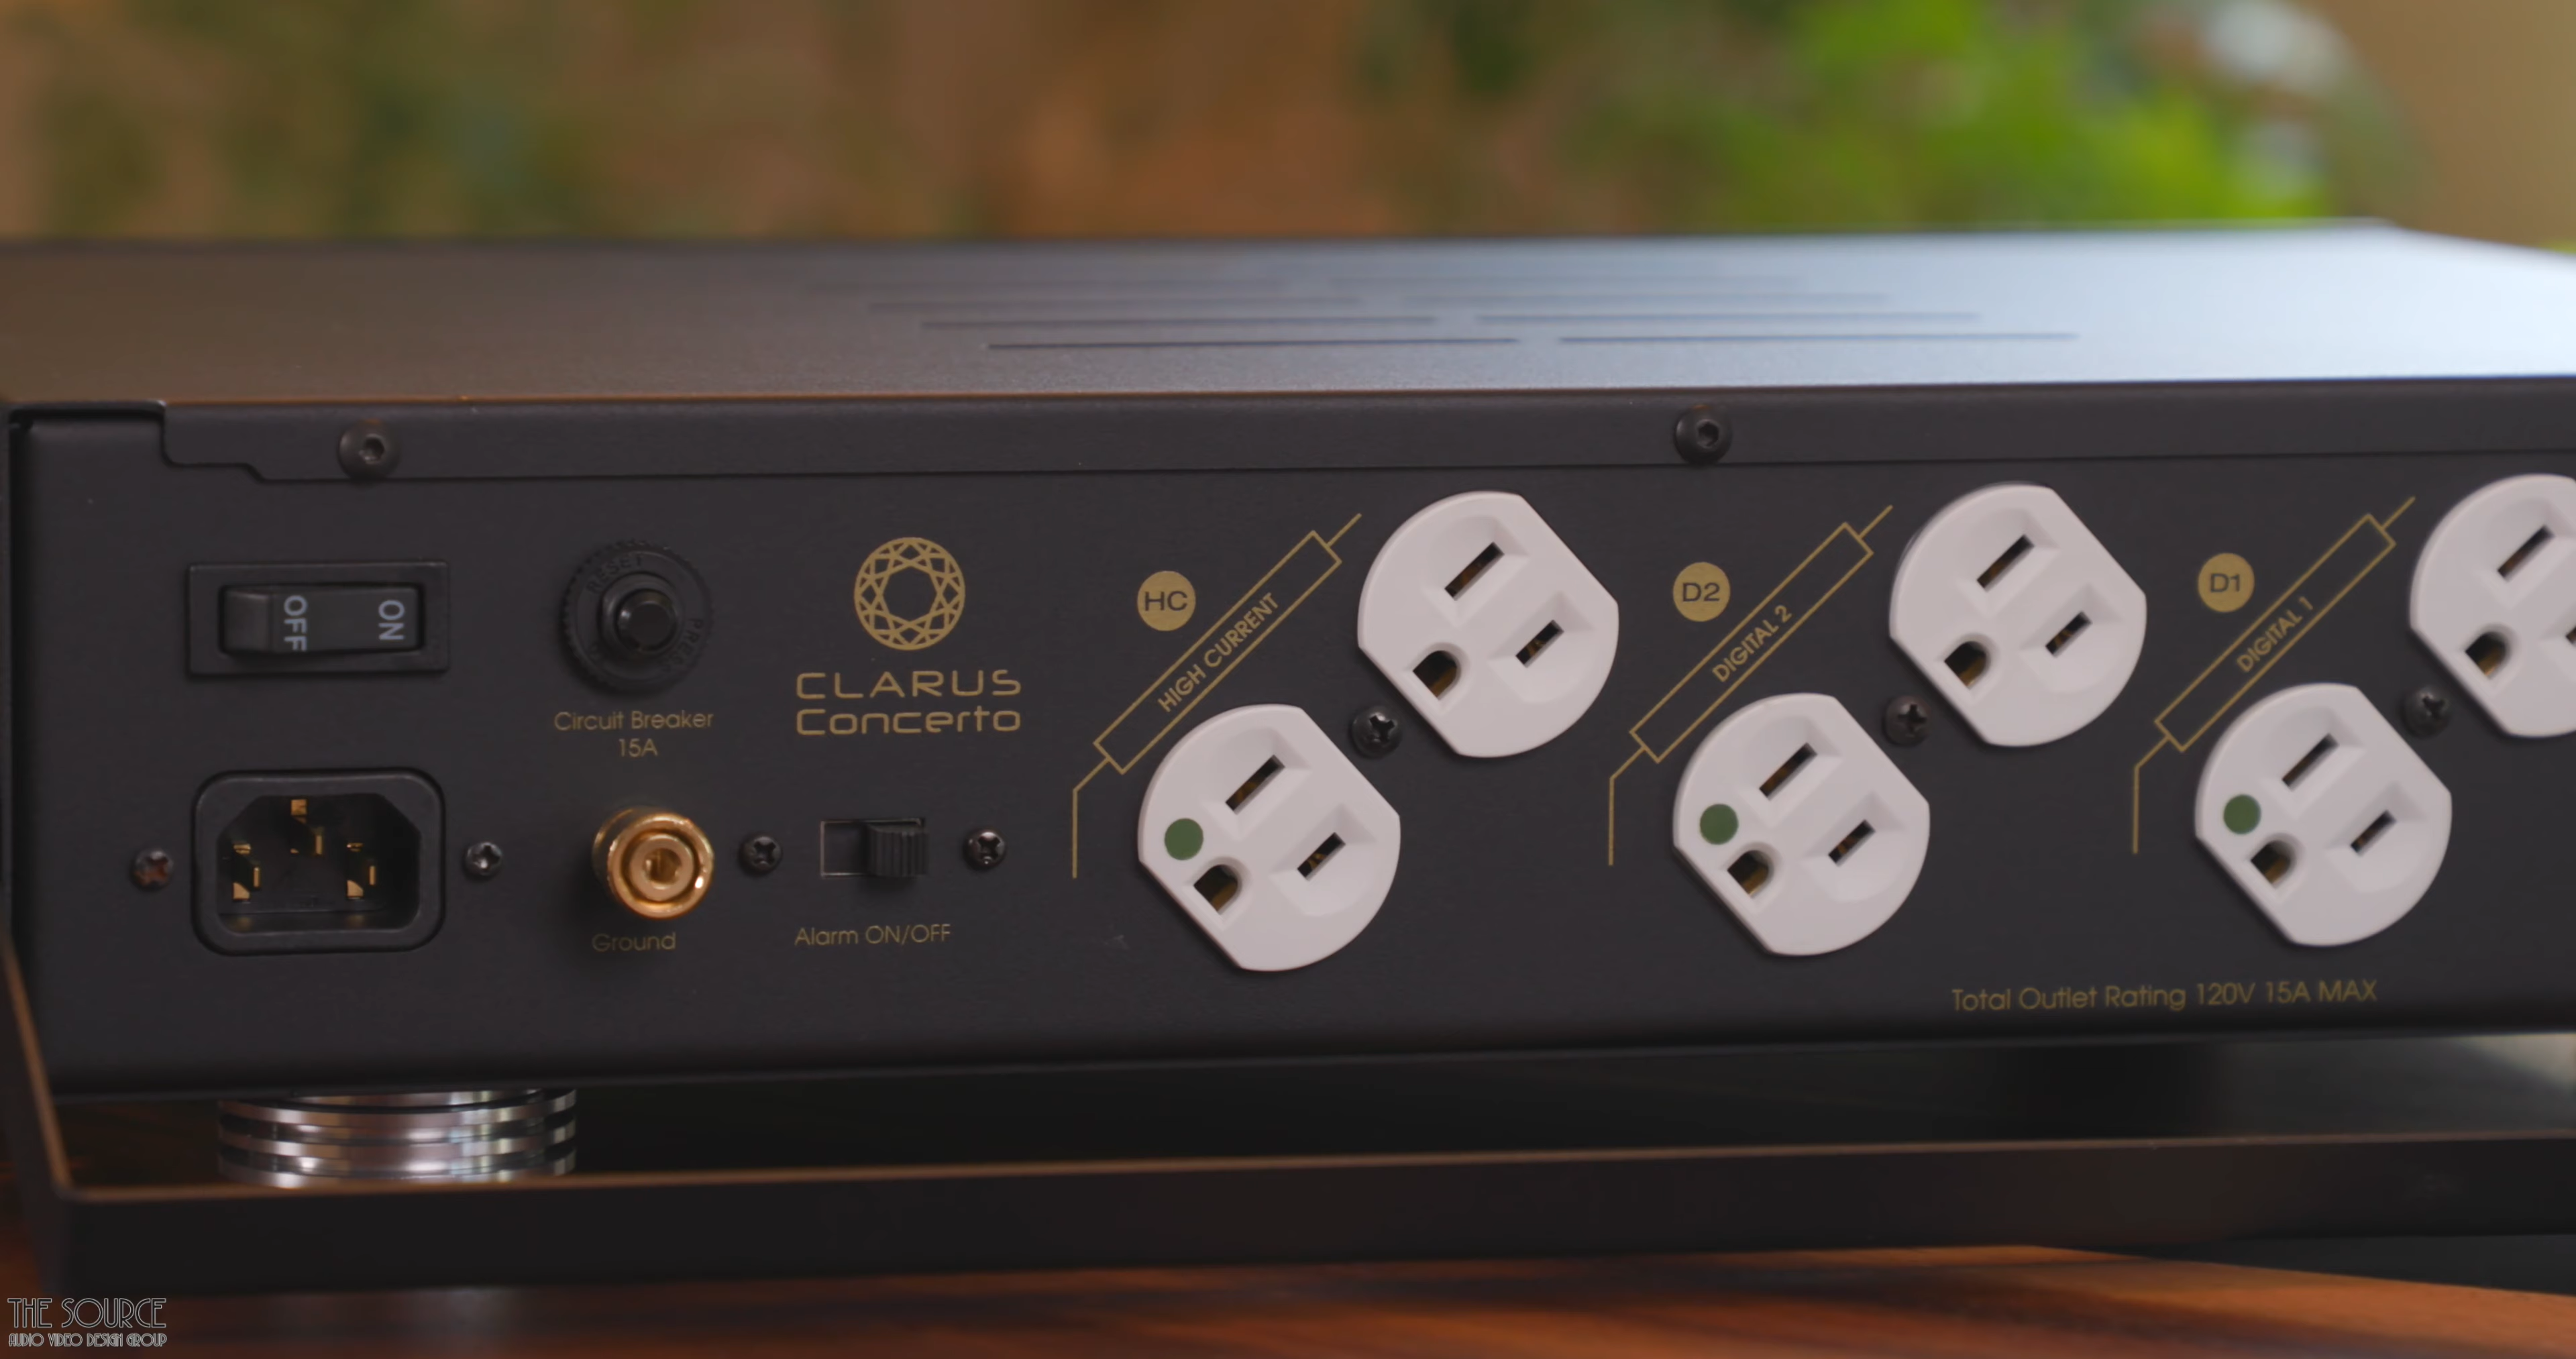 OFF
ON
RESET
Circuit Breaker
15A
CLARUS
Concerto
Ground
Alarm ON/OFF
HC
HIGH CURRENT
D2
DIGITAL 2
D1
DIGITAL 1
Total Outlet Rating 120V 15A MAX
THE SOURCE
AUDIO VIDEO DESIGN GROUP